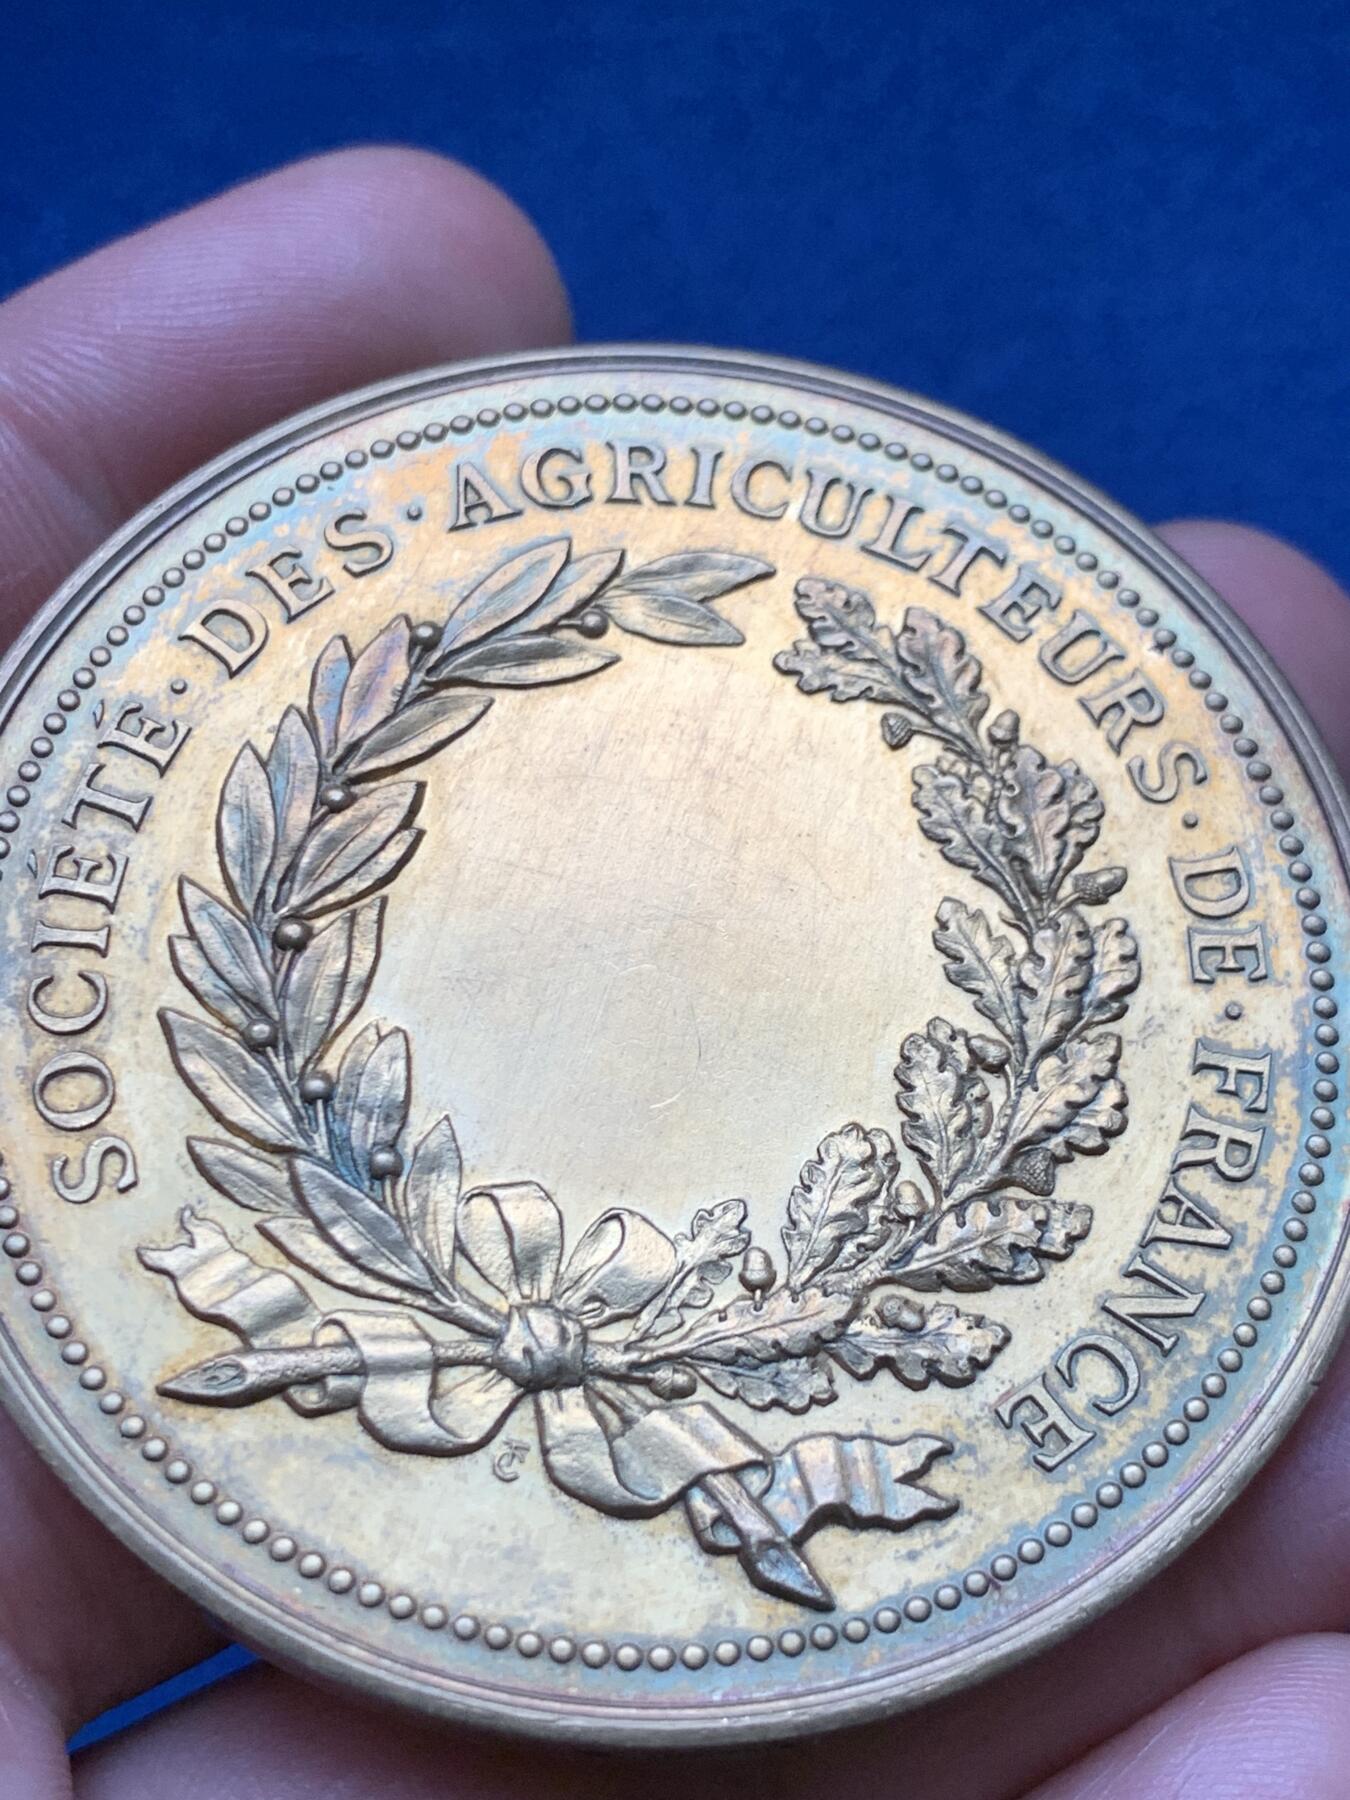 SOCIÉTÉ · DES · AGRICULTEURS · DE · FRANCE